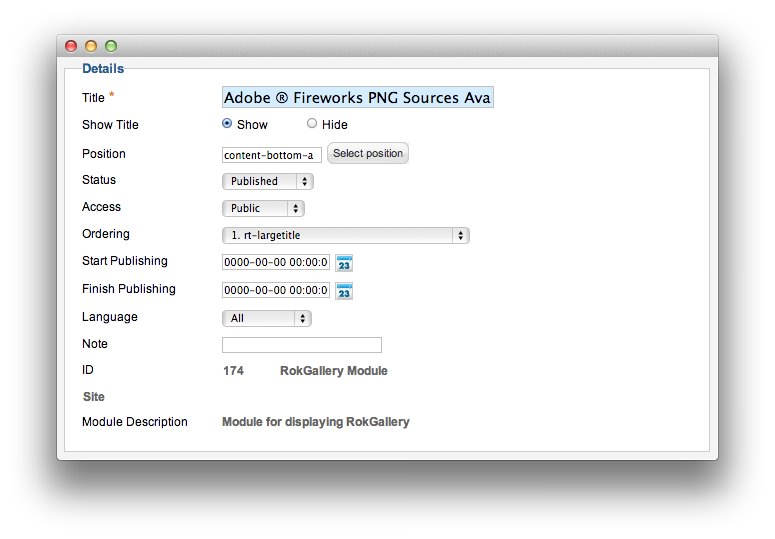 Details
Title * Adobe ® Fireworks PNG Sources Ava
Show Title Show Hide
Position content-bottom-a Select position
Status Published
Access Public
Ordering 1. rt-largetitle
Start Publishing 0000-00-00 00:00:0 23
Finish Publishing 0000-00-00 00:00:0 23
Language All
Note
ID 174 RokGallery Module
Site
Module Description Module for displaying RokGallery